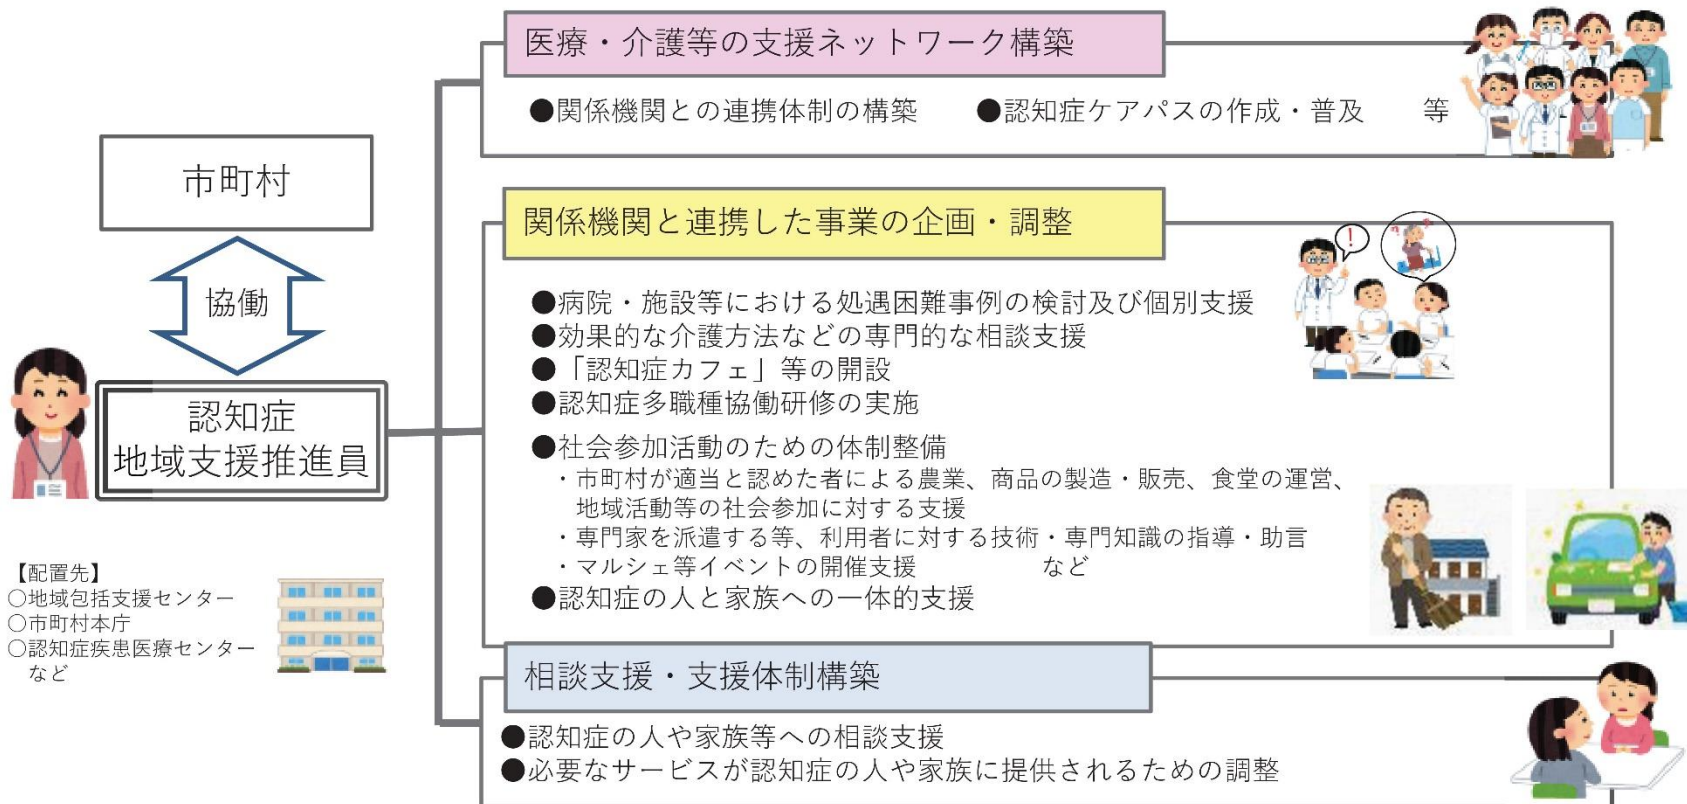 医療・介護等の支援ネットワーク構築
●関係機関との連携体制の構築　●認知症ケアパスの作成・普及　等
市町村
協働
認知症
地域支援推進員
【配置先】
○地域包括支援センター
○市町村本庁
○認知症疾患医療センター
など
関係機関と連携した事業の企画・調整
●病院・施設等における処遇困難事例の検討及び個別支援
●効果的な介護方法などの専門的な相談支援
●「認知症カフェ」等の開設
●認知症多職種協働研修の実施
●社会参加活動のための体制整備
・市町村が適当と認めた者による農業、商品の製造・販売、食堂の運営、
地域活動等の社会参加に対する支援
・専門家を派遣する等、利用者に対する技術・専門知識の指導・助言
・マルシェ等イベントの開催支援　など
●認知症の人と家族への一体的支援
!
相談支援・支援体制構築
●認知症の人や家族等への相談支援
●必要なサービスが認知症の人や家族に提供されるための調整